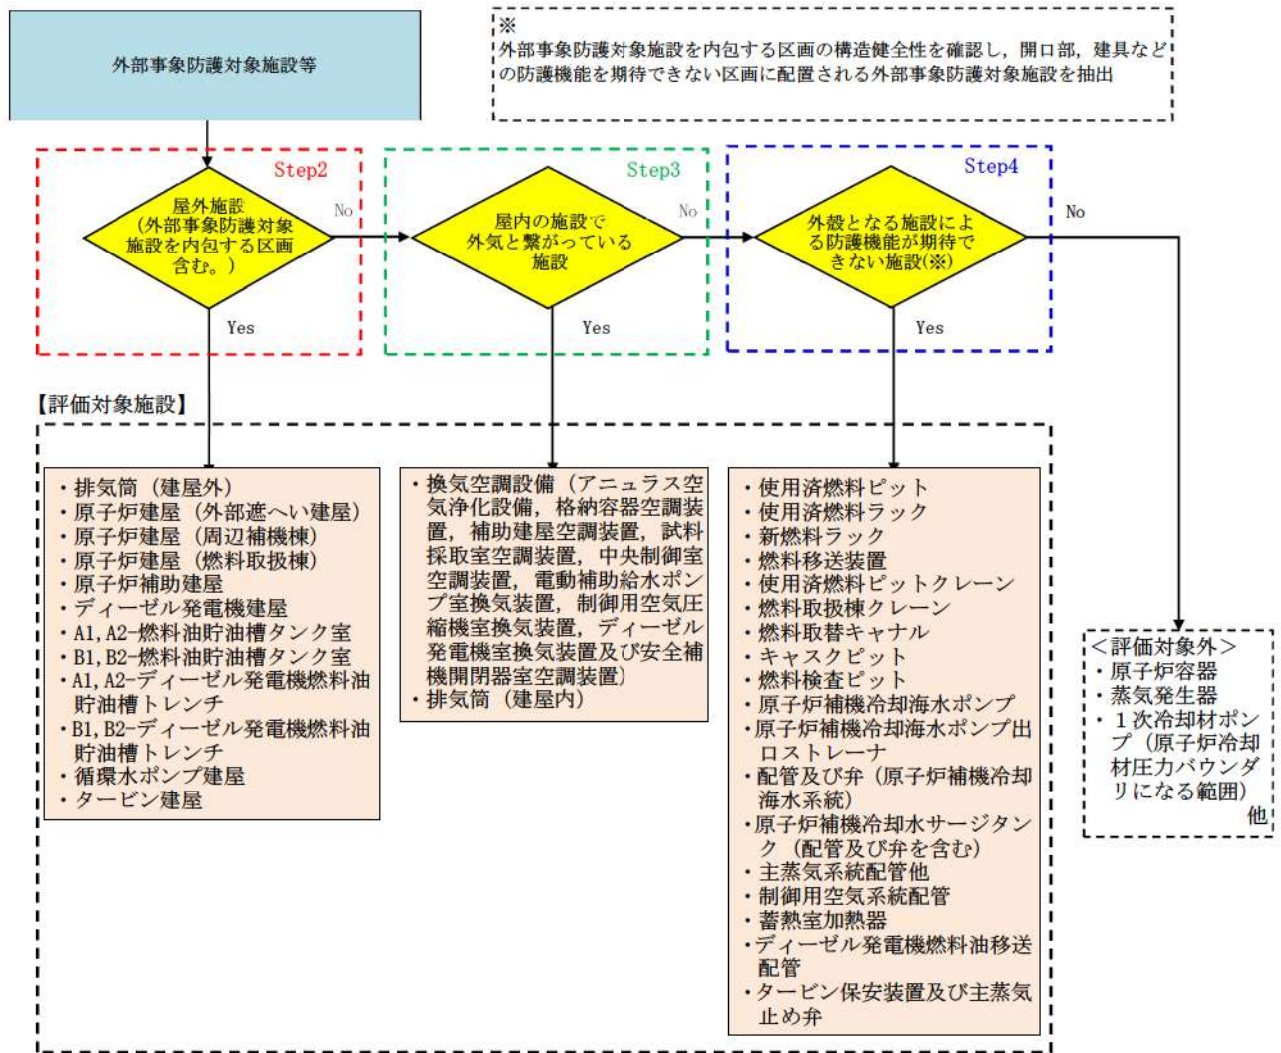 外部事象防護対象施設等
※
外部事象防護対象施設を内包する区画の構造健全性を確認し，開口部，建具など
の防護機能を期待できない区画に配置される外部事象防護対象施設を抽出
Step2
屋外施設
（外部事象防護対象
施設を内包する区画
含む。）
No
Yes
Step3
屋内の施設で
外気と繋がっている
施設
No
Yes
Step4
外殻となる施設によ
る防護機能が期待で
きない施設(※)
No
Yes
【評価対象施設】
・排気筒（建屋外）
・原子炉建屋（外部遮へい建屋）
・原子炉建屋（周辺補機棟）
・原子炉建屋（燃料取扱棟）
・原子炉補助建屋
・ディーゼル発電機建屋
・A1,A2-燃料油貯油槽タンク室
・B1,B2-燃料油貯油槽タンク室
・A1,A2-ディーゼル発電機燃料油
貯油槽トレンチ
・B1,B2-ディーゼル発電機燃料油
貯油槽トレンチ
・循環水ポンプ建屋
・タービン建屋
・換気空調設備（アニュラス空
気浄化設備，格納容器空調装
置，補助建屋空調装置，試料
採取室空調装置，中央制御室
空調装置，電動補助給水ポン
プ室換気装置，制御用空気圧
縮機室換気装置，ディーゼル
発電機室換気装置及び安全補
機開閉器室空調装置）
・排気筒（建屋内）
・使用済燃料ピット
・使用済燃料ラック
・新燃料ラック
・燃料移送装置
・使用済燃料ピットクレーン
・燃料取扱棟クレーン
・燃料取替キャナル
・キャスクピット
・燃料検査ピット
・原子炉補機冷却海水ポンプ
・原子炉補機冷却海水ポンプ出
口ストレーナ
・配管及び弁（原子炉補機冷却
海水系統）
・原子炉補機冷却水サージタン
ク（配管及び弁を含む）
・主蒸気系統配管他
・制御用空気系統配管
・蓄熱室加熱器
・ディーゼル発電機燃料油移送
配管
・タービン保安装置及び主蒸気
止め弁
＜評価対象外＞
・原子炉容器
・蒸気発生器
・１次冷却材ポン
プ（原子炉冷却
材圧力バウンダ
リになる範囲）
他